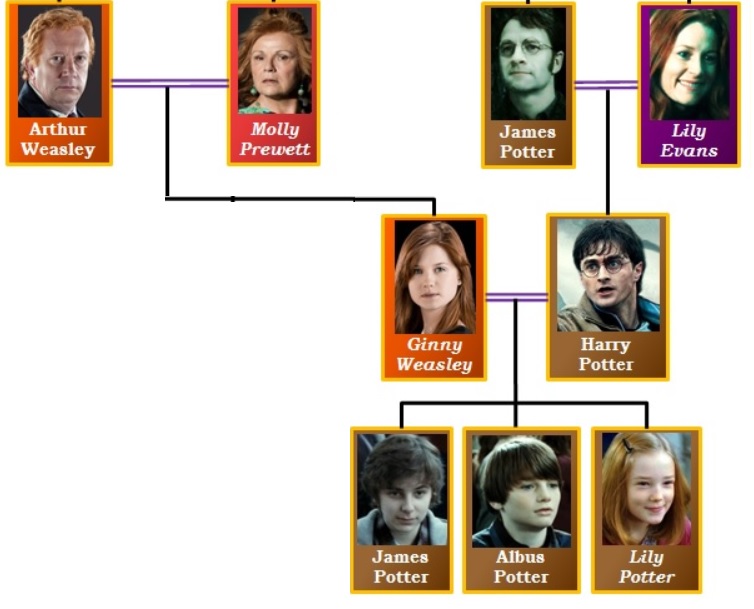 Arthur
Weasley
Molly
Prewett
James
Potter
Lily
Evans
Ginny
Weasley
Harry
Potter
James
Potter
Albus
Potter
Lily
Potter